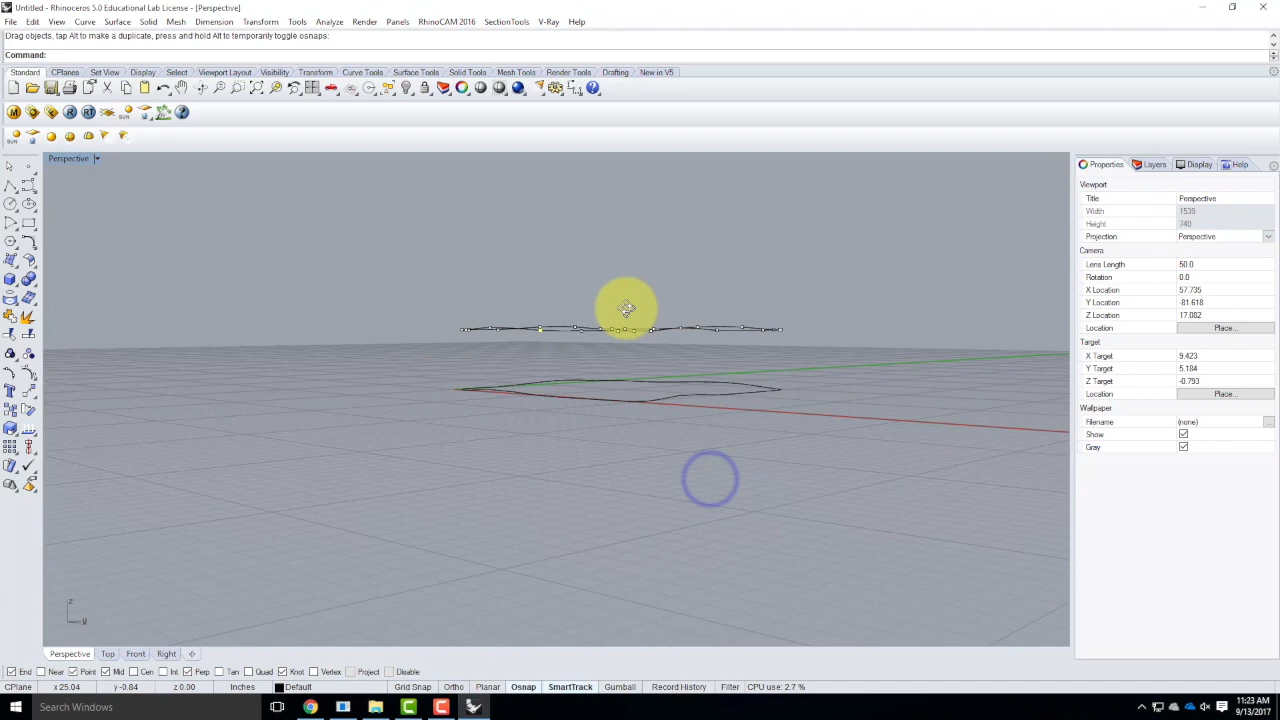 Untitled - Rhinoceros 5.0 Educational Lab License - [Perspective]
File Edit View Curve Surface Solid Mesh Dimension Transform Tools Analyze Render Panels RhinoCAM 2016 SectionTools V-Ray Help
Drag objects, tap Alt to make a duplicate, press and hold Alt to temporarily toggle osnaps:
Command:
Standard CPlanes Set View Display Select Viewport Layout Visibility Transform Curve Tools Surface Tools Solid Tools Mesh Tools Render Tools Drafting New in V5
M R RT
SUN
SUN
Perspective
Properties Layers Display Help
Viewport
Title Perspective
Width 1539
Height 740
Projection Perspective
Camera
Lens Length 50.0
Rotation 0.0
X Location 57.735
Y Location -81.618
Z Location 17.082
Location Place...
Target
X Target 9.423
Y Target 5.184
Z Target -0.793
Location Place...
Wallpaper
Filename (none) ...
Show
Gray
z
y
Perspective Top Front Right
End Near Point Mid Cen Int Perp Tan Quad Knot Vertex Project Disable
CPlane x 25.04 y -0.84 z 0.00 Inches Default Grid Snap Ortho Planar Osnap SmartTrack Gumball Record History Filter CPU use: 2.7 %
Search Windows
11:23 AM
9/13/2017